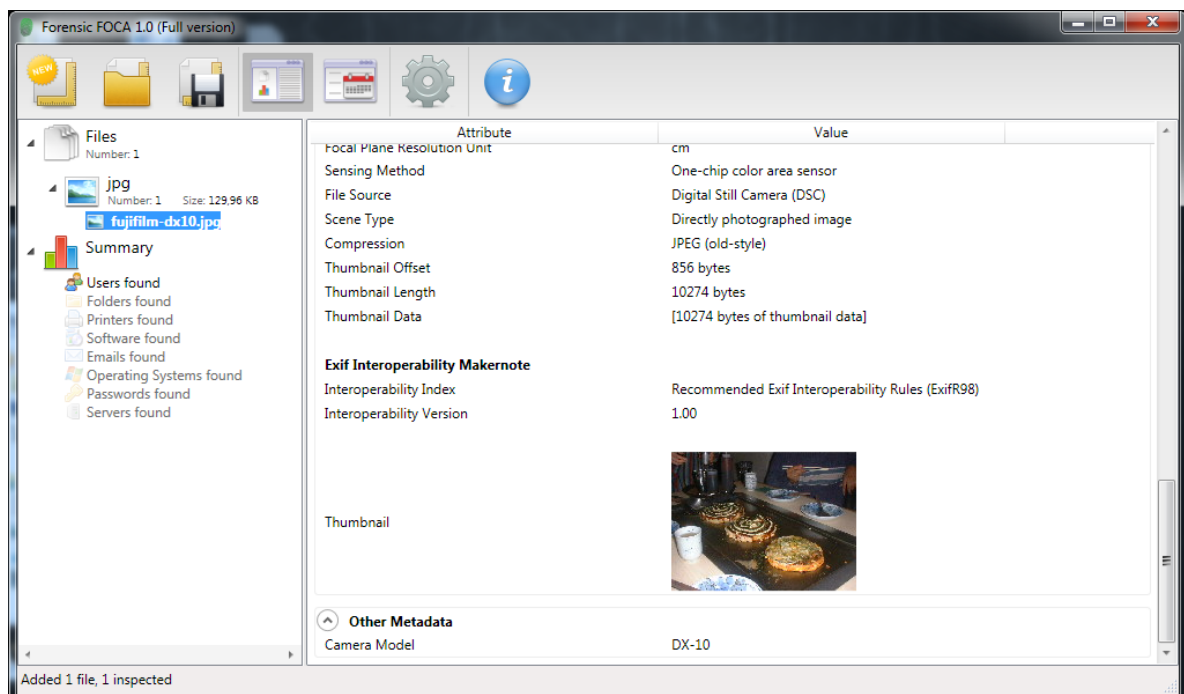 Forensic FOCA 1.0 (Full version)
NEW
Files
Number: 1
jpg
Number: 1 Size: 129,96 KB
fujifilm-dx10.jpg
Summary
Users found
Folders found
Printers found
Software found
Emails found
Operating Systems found
Passwords found
Servers found
Attribute Value
Focal Plane Resolution Unit cm
Sensing Method One-chip color area sensor
File Source Digital Still Camera (DSC)
Scene Type Directly photographed image
Compression JPEG (old-style)
Thumbnail Offset 856 bytes
Thumbnail Length 10274 bytes
Thumbnail Data [10274 bytes of thumbnail data]
Exif Interoperability Makernote
Interoperability Index Recommended Exif Interoperability Rules (ExifR98)
Interoperability Version 1.00
Thumbnail
Other Metadata
Camera Model DX-10
Added 1 file, 1 inspected